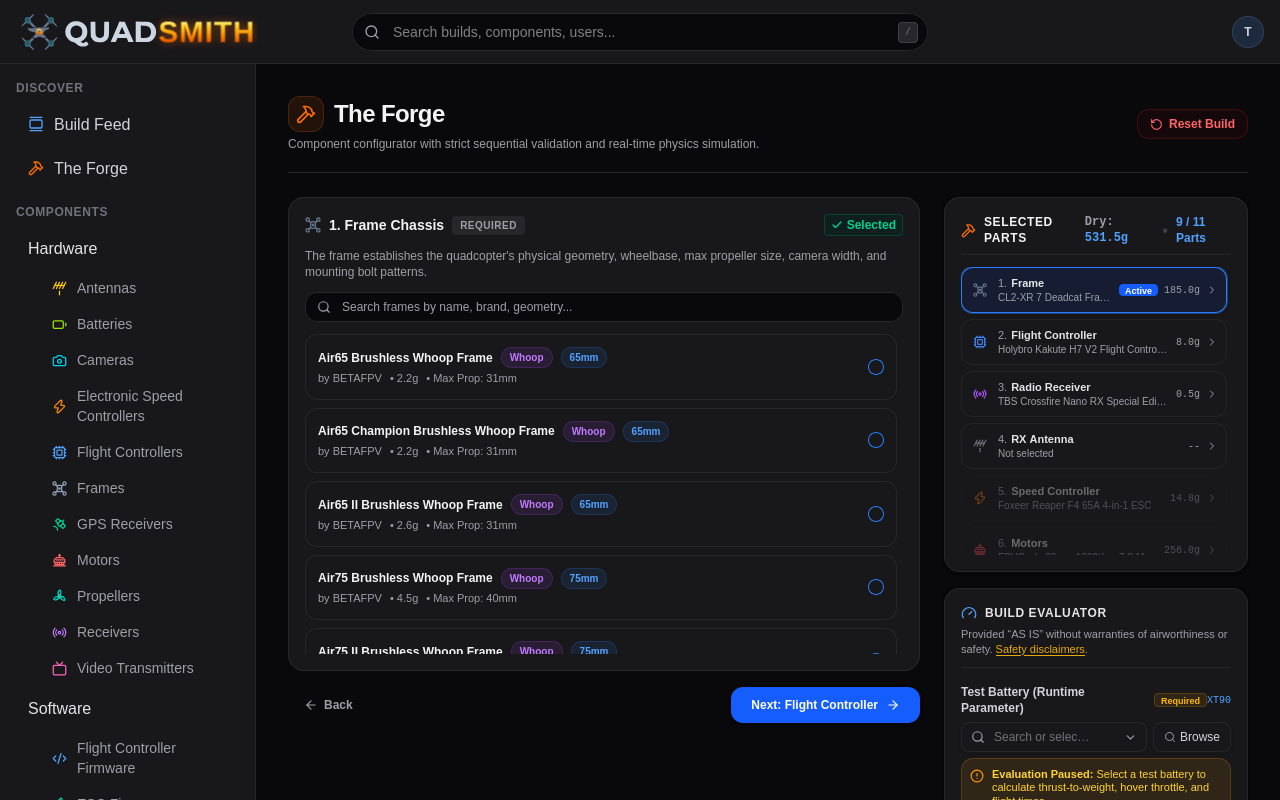 QUADSMITH
Search builds, components, users...
/
T
DISCOVER
Build Feed
The Forge
COMPONENTS
Hardware
Antennas
Batteries
Cameras
Electronic Speed
Controllers
Flight Controllers
Frames
GPS Receivers
Motors
Propellers
Receivers
Video Transmitters
Software
Flight Controller
Firmware
The Forge
Component configurator with strict sequential validation and real-time physics simulation.
Reset Build
1. Frame Chassis REQUIRED
Selected
The frame establishes the quadcopter's physical geometry, wheelbase, max propeller size, camera width, and
mounting bolt patterns.
Search frames by name, brand, geometry...
Air65 Brushless Whoop Frame Whoop 65mm
by BETAFPV • 2.2g • Max Prop: 31mm
Air65 Champion Brushless Whoop Frame Whoop 65mm
by BETAFPV • 2.2g • Max Prop: 31mm
Air65 II Brushless Whoop Frame Whoop 65mm
by BETAFPV • 2.6g • Max Prop: 31mm
Air75 Brushless Whoop Frame Whoop 75mm
by BETAFPV • 4.5g • Max Prop: 40mm
Air75 II Brushless Whoop Frame Whoop 75mm
Back
Next: Flight Controller
SELECTED
PARTS
Dry:
531.5g
•
9 / 11
Parts
1. Frame
CL2-XR 7 Deadcat Fra...
Active 185.0g
2. Flight Controller
Holybro Kakute H7 V2 Flight Contro...
8.0g
3. Radio Receiver
TBS Crossfire Nano RX Special Edi...
0.5g
4. RX Antenna
Not selected
--
5. Speed Controller
Foxeer Reaper F4 65A 4-in-1 ESC
14.8g
6. Motors
256.0g
BUILD EVALUATOR
Provided “AS IS” without warranties of airworthiness or
safety. Safety disclaimers.
Test Battery (Runtime
Parameter)
Required XT90
Search or selec...
Browse
Evaluation Paused: Select a test battery to
calculate thrust-to-weight, hover throttle, and
flight times.